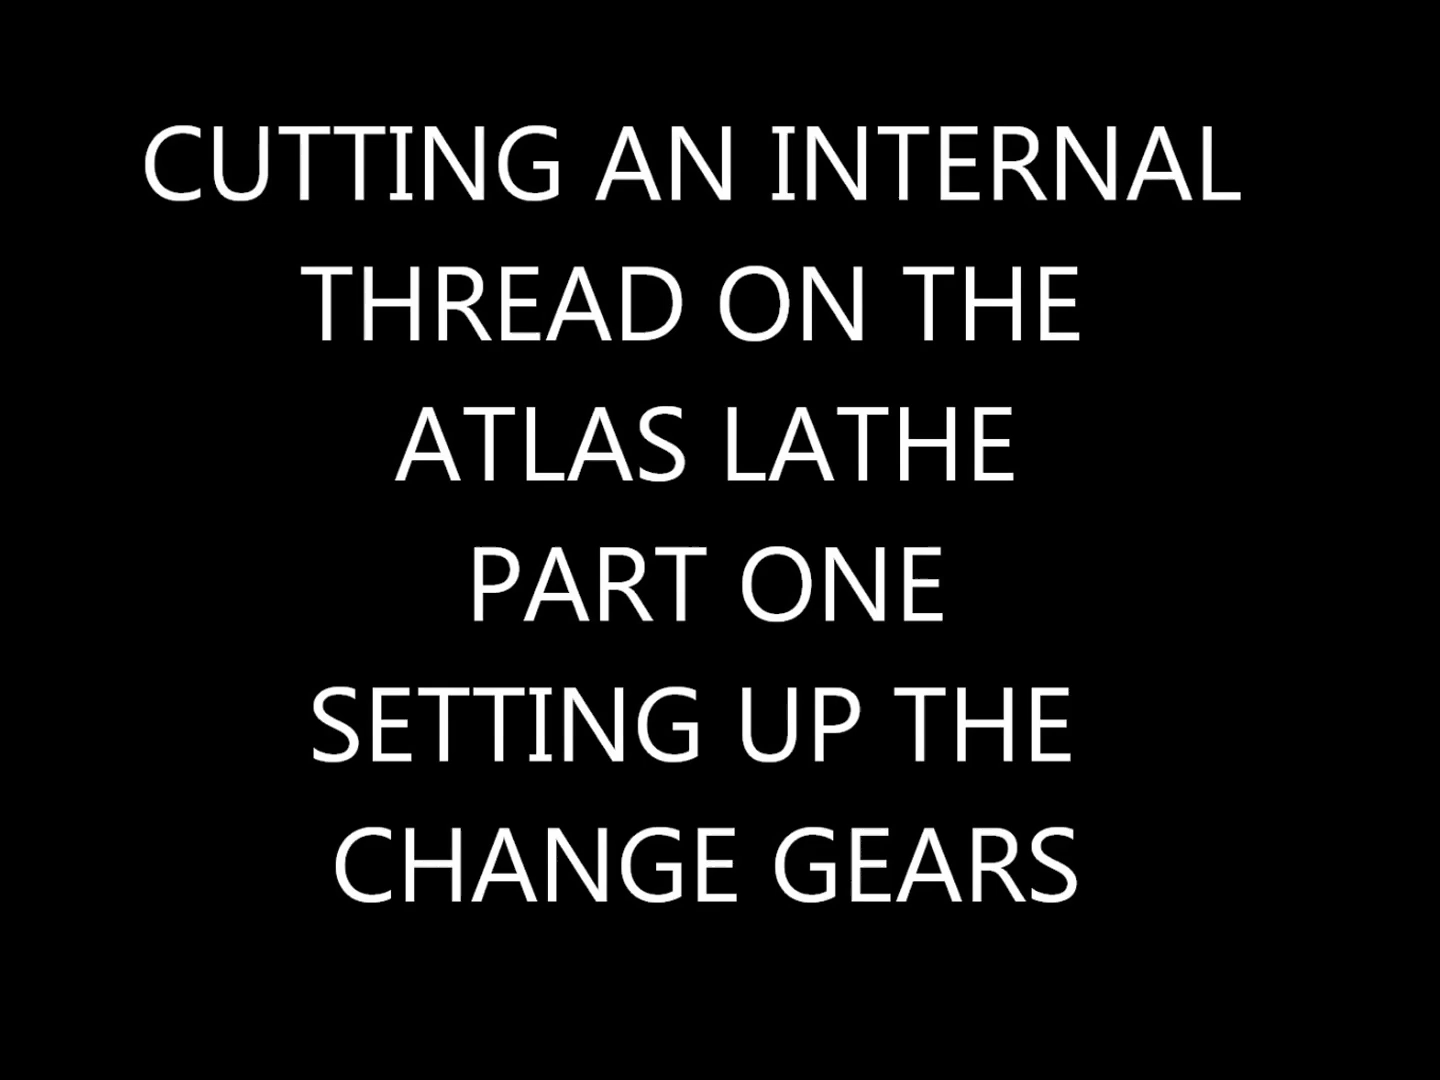 CUTTING AN INTERNAL
THREAD ON THE
ATLAS LATHE
PART ONE
SETTING UP THE
CHANGE GEARS